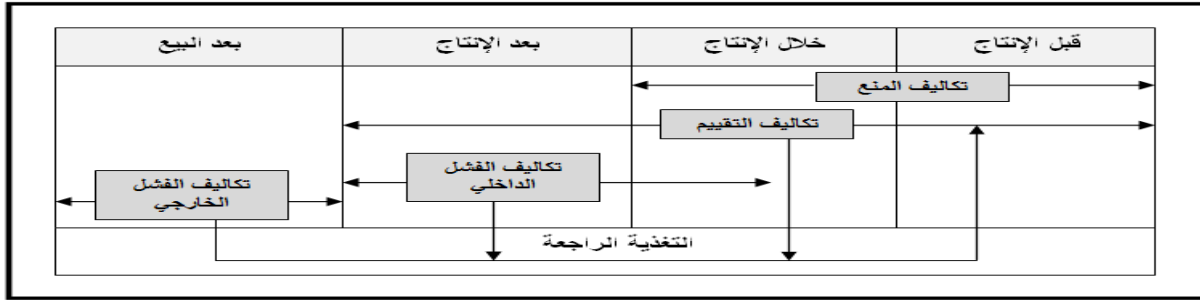 قبل الإنتاج
خلال الإنتاج
بعد الإنتاج
بعد البيع
تكاليف المنع
تكاليف التقييم
تكاليف الفشل
الداخلي
تكاليف الفشل
الخارجي
التغذية الراجعة